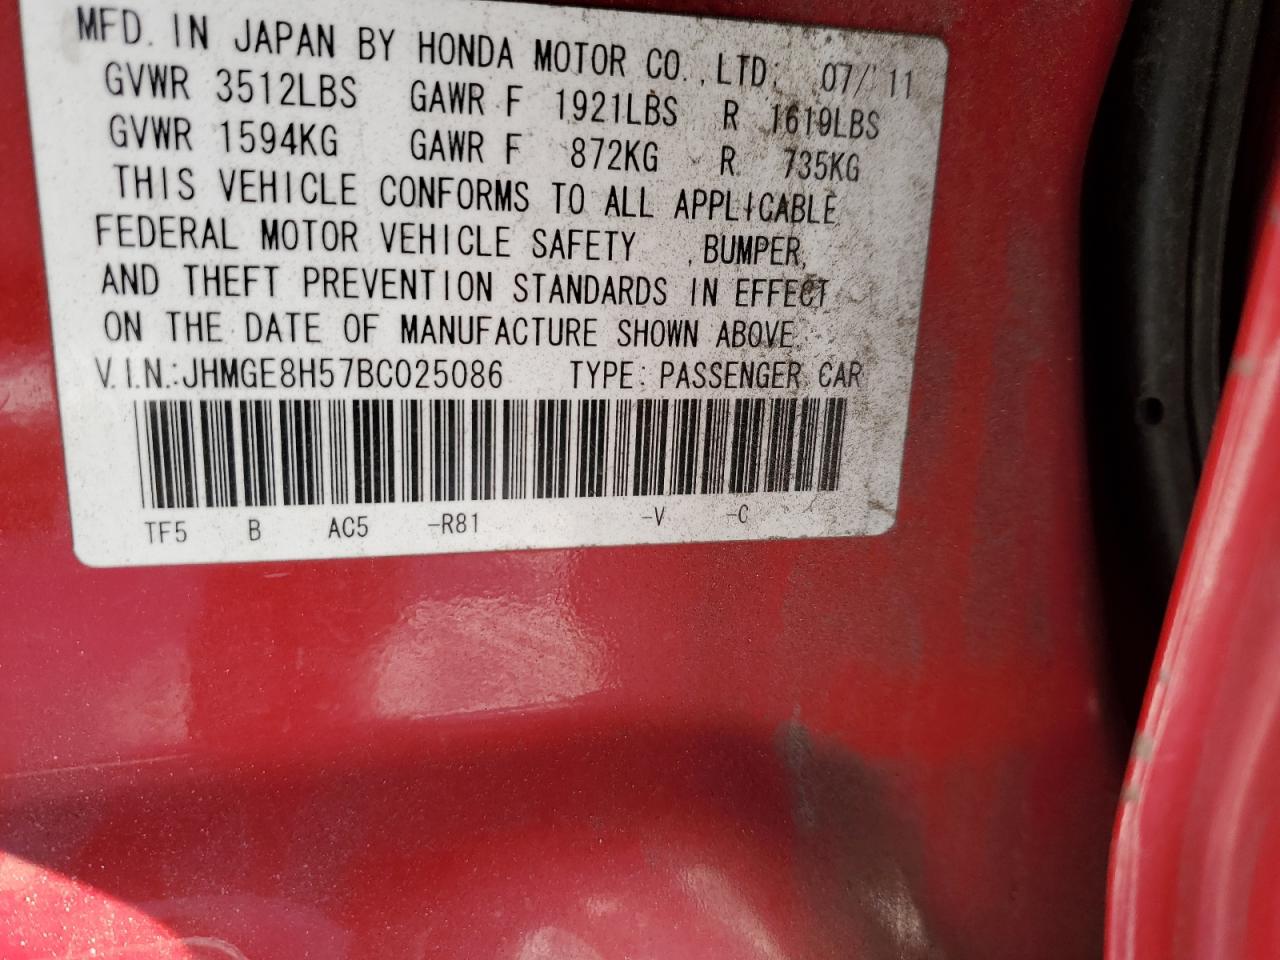 MFD. IN JAPAN BY HONDA MOTOR CO.,LTD. 07/11
GVWR 3512LBS GAWR F 1921LBS R 1619LBS
GVWR 1594KG GAWR F 872KG R 735KG
THIS VEHICLE CONFORMS TO ALL APPLICABLE
FEDERAL MOTOR VEHICLE SAFETY , BUMPER,
AND THEFT PREVENTION STANDARDS IN EFFECT
ON THE DATE OF MANUFACTURE SHOWN ABOVE.
V.I.N.:JHMGE8H57BC025086 TYPE: PASSENGER CAR
TF5 B AC5 -R81 -V -C